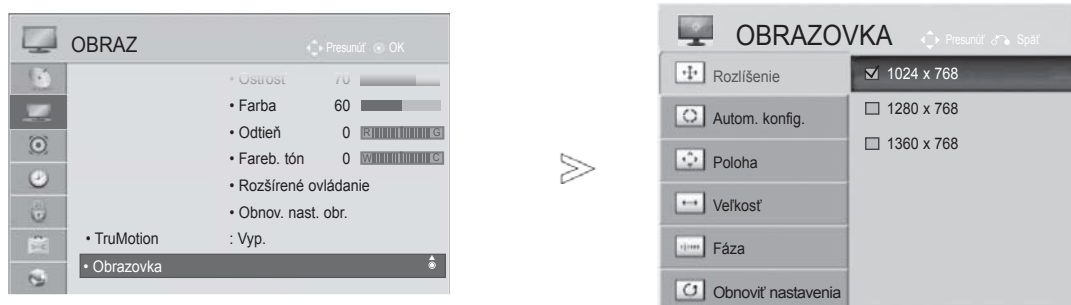 OBRAZ
Presunúť OK
• Ostrosť 70
• Farba 60
• Odtieň 0 R G
• Fareb. tón 0 W C
• Rozšírené ovládanie
• Obnov. nast. obr.
• TruMotion : Vyp.
• Obrazovka
OBRAZOVKA
Presunúť Späť
Rozlíšenie
Autom. konfig.
Poloha
Veľkosť
Fáza
Obnoviť nastavenia
1024 x 768
1280 x 768
1360 x 768